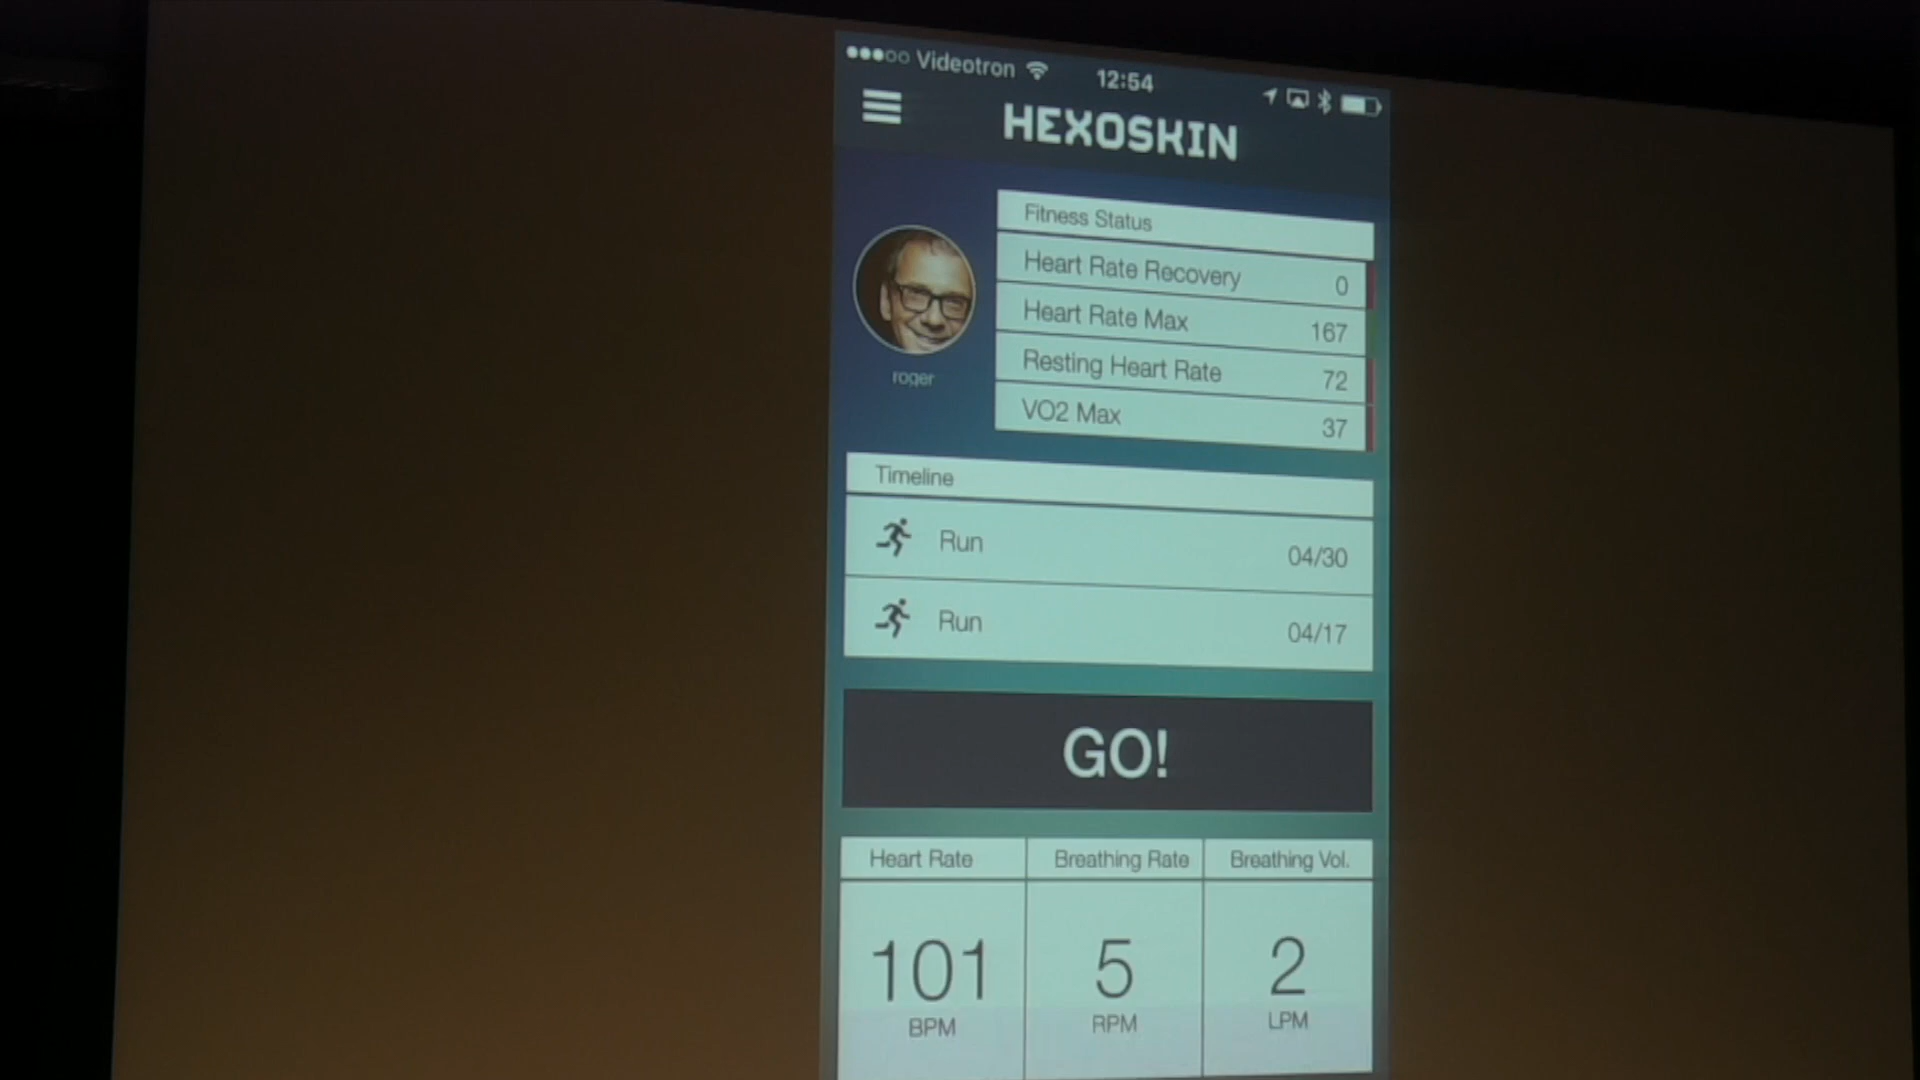 Videotron 12:54
HEXOSKIN
Fitness Status
Heart Rate Recovery 0
Heart Rate Max 167
Resting Heart Rate 72
VO2 Max 37
roger
Timeline
Run 04/30
Run 04/17
GO!
Heart Rate Breathing Rate Breathing Vol.
101 5 2
BPM RPM LPM